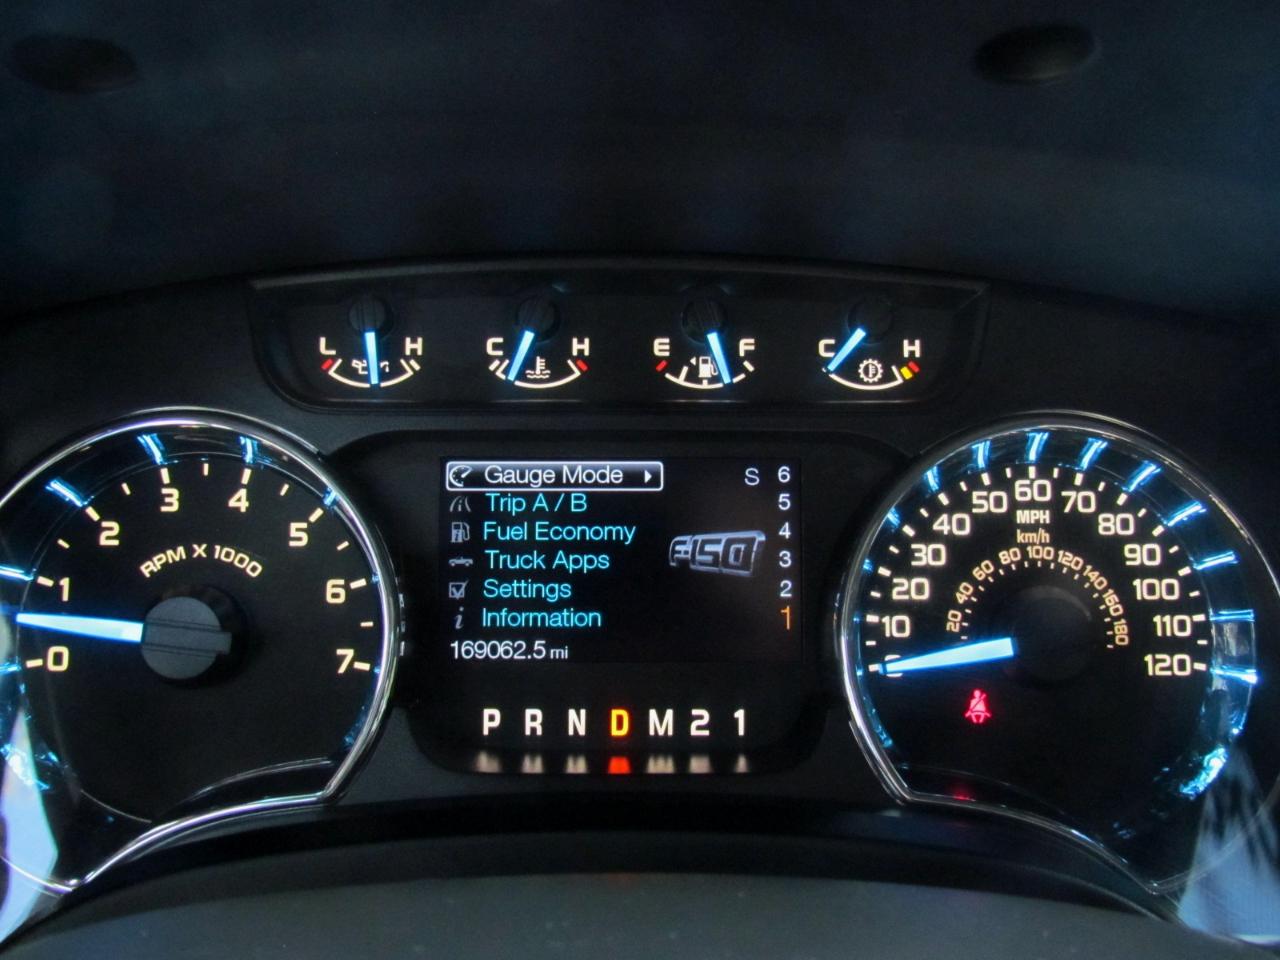 L H C H E F C H
Gauge Mode S 6
Trip A / B 5
Fuel Economy 4
F150
Truck Apps 3
Settings 2
Information 1
169062.5 mi
P R N D M 2 1
0 1 2 3 4 5 6 7
RPM X 1000
0 10 20 30 40 50 60 70 80 90 100 110 120
MPH
km/h
20 40 60 80 100 120 140 160 180